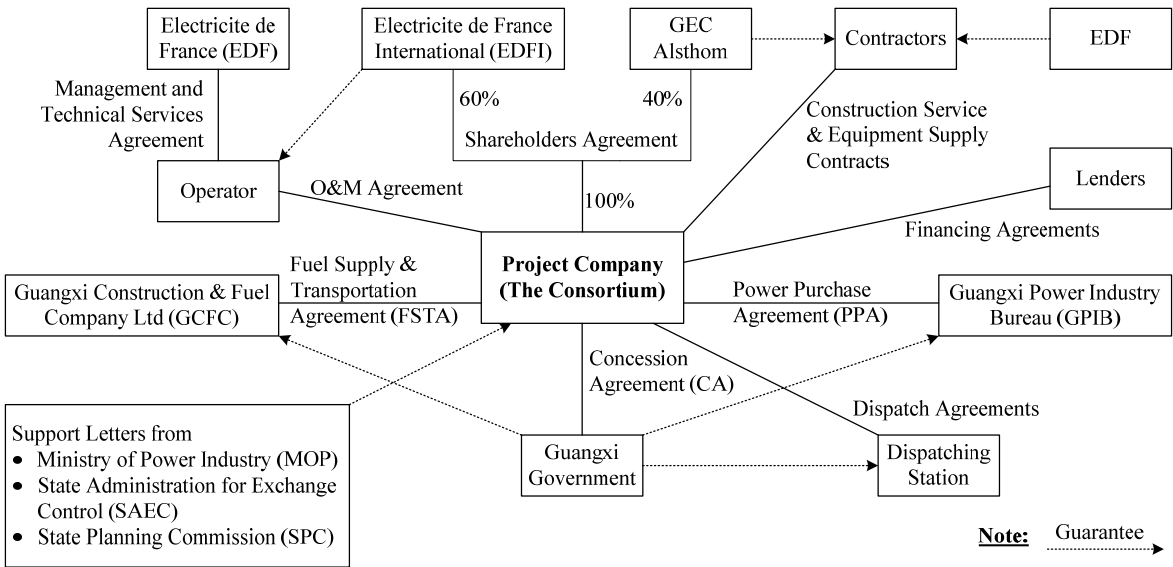 Electricite de
France (EDF)
Electricite de France
International (EDFI)
GEC
Alsthom
Contractors
EDF
Management and
Technical Services
Agreement
60%
40%
Shareholders Agreement
Construction Service
& Equipment Supply
Contracts
Operator
O&M Agreement
100%
Lenders
Financing Agreements
Project Company
(The Consortium)
Guangxi Construction & Fuel
Company Ltd (GCFC)
Fuel Supply &
Transportation
Agreement (FSTA)
Power Purchase
Agreement (PPA)
Guangxi Power Industry
Bureau (GPIB)
Concession
Agreement (CA)
Dispatch Agreements
Support Letters from
• Ministry of Power Industry (MOP)
• State Administration for Exchange
Control (SAEC)
• State Planning Commission (SPC)
Guangxi
Government
Dispatching
Station
Note: Guarantee